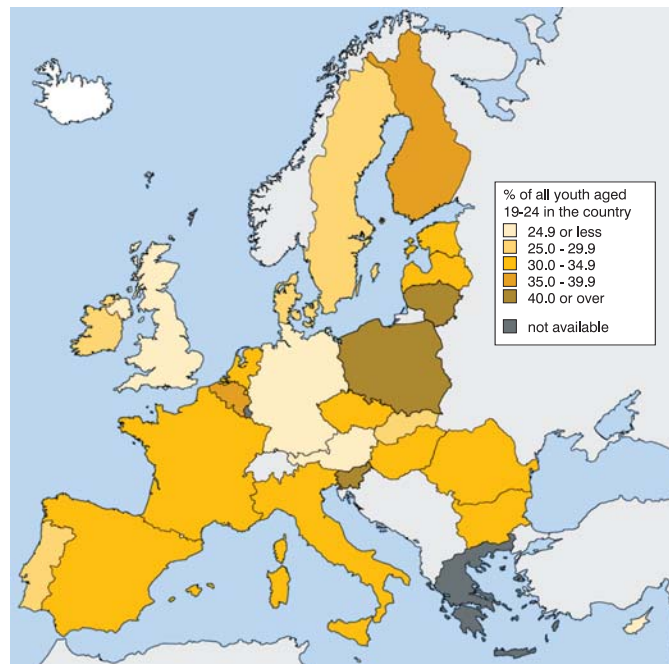 % of all youth aged
19-24 in the country
24.9 or less
25.0 - 29.9
30.0 - 34.9
35.0 - 39.9
40.0 or over
not available